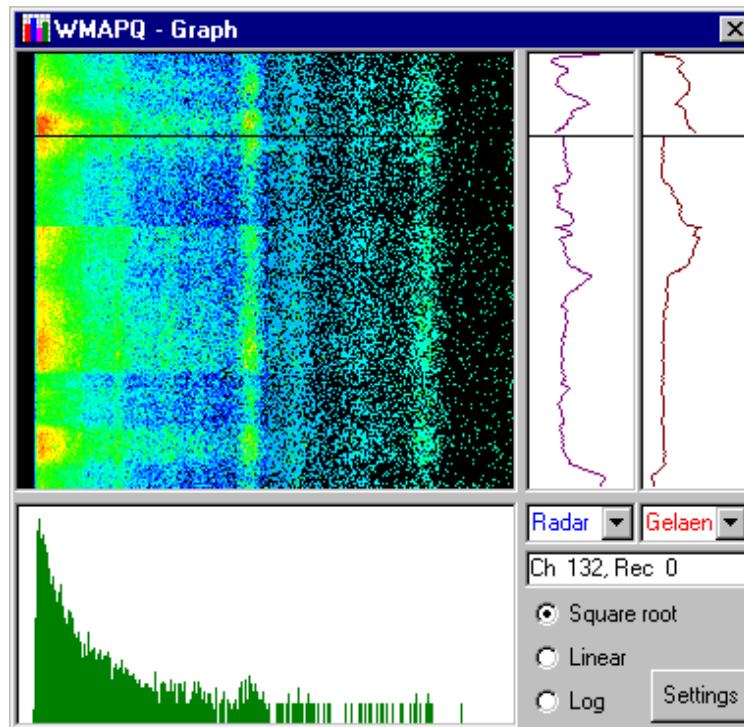 WMAPQ - Graph
Radar
Gelaen
Ch 132, Rec 0
Square root
Linear
Log
Settings